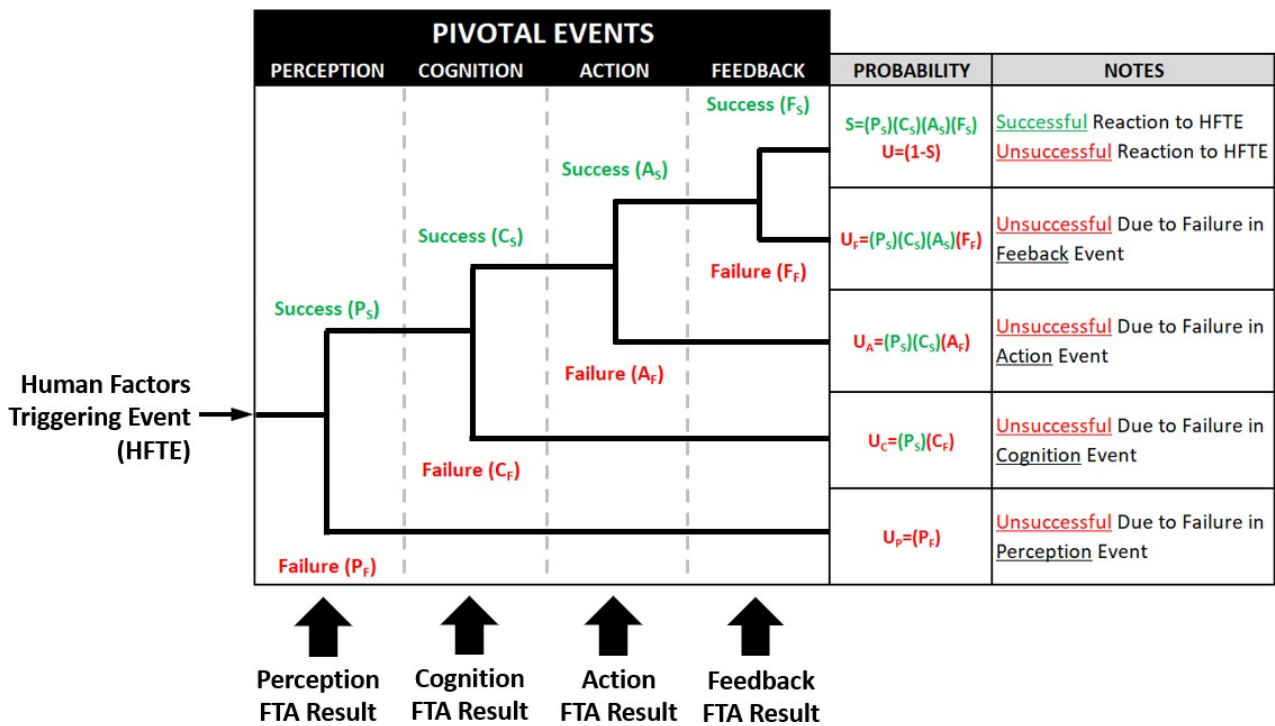 PIVOTAL EVENTS
PERCEPTION COGNITION ACTION FEEDBACK PROBABILITY NOTES
Success (FS)
S=(PS)(CS)(AS)(FS)
U=(1-S)
Successful Reaction to HFTE
Unsuccessful Reaction to HFTE
Success (AS)
Success (CS)
UF=(PS)(CS)(AS)(FF)
Unsuccessful Due to Failure in
Feeback Event
Failure (FF)
Success (PS)
UA=(PS)(CS)(AF)
Unsuccessful Due to Failure in
Action Event
Failure (AF)
Human Factors
Triggering Event
(HFTE)
UC=(PS)(CF)
Unsuccessful Due to Failure in
Cognition Event
Failure (CF)
UP=(PF)
Unsuccessful Due to Failure in
Perception Event
Failure (PF)
Perception
FTA Result
Cognition
FTA Result
Action
FTA Result
Feedback
FTA Result